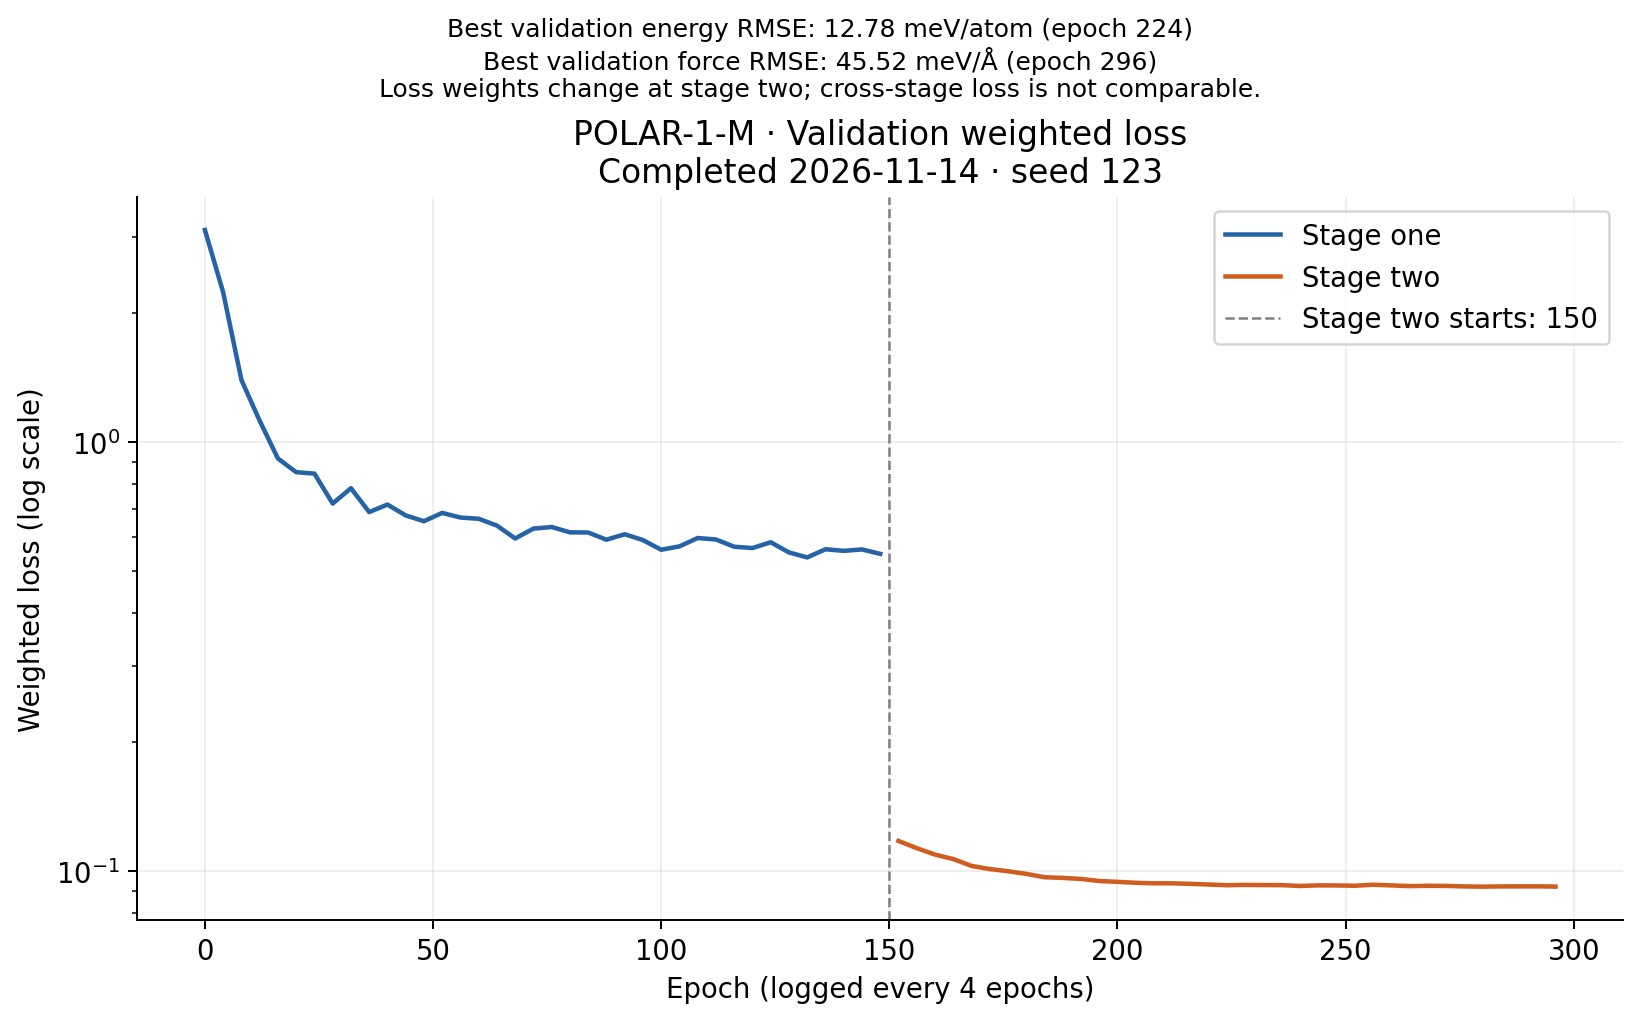 Best validation energy RMSE: 12.78 meV/atom (epoch 224)
Best validation force RMSE: 45.52 meV/Å (epoch 296)
Loss weights change at stage two; cross-stage loss is not comparable.
POLAR-1-M · Validation weighted loss
Completed 2026-11-14 · seed 123
Stage one
Stage two
Stage two starts: 150
Weighted loss (log scale)
10⁰
10⁻¹
0 50 100 150 200 250 300
Epoch (logged every 4 epochs)